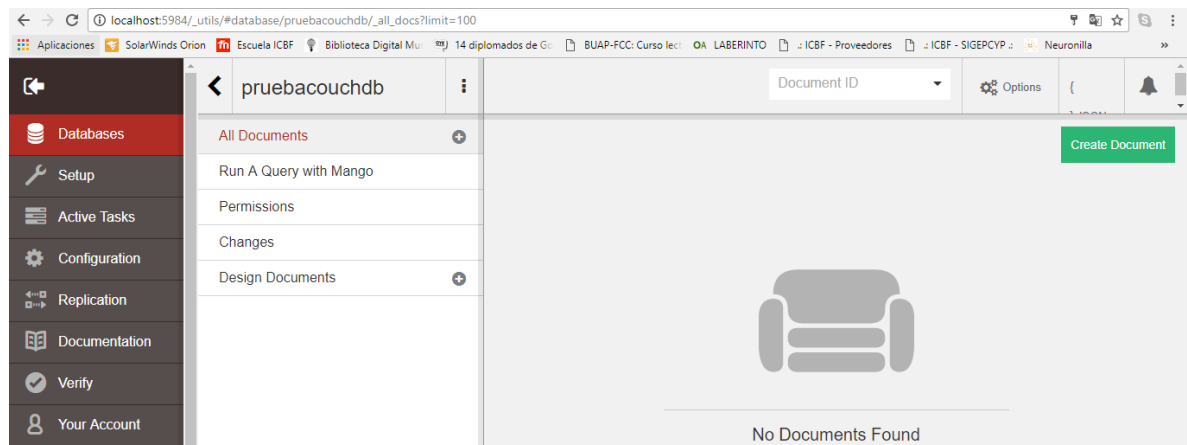 localhost:5984/_utils/#database/pruebacouchdb/_all_docs?limit=100
Aplicaciones SolarWinds Orion fn Escuela ICBF Biblioteca Digital Mu 14 diplomados de Go BUAP-FCC: Curso lect OA LABERINTO .: ICBF - Proveedores .: ICBF - SIGEPCYP .: Neuronilla »
pruebacouchdb
Document ID
Options
{
Databases
Setup
Active Tasks
Configuration
Replication
Documentation
Verify
Your Account
All Documents
Run A Query with Mango
Permissions
Changes
Design Documents
Create Document
No Documents Found